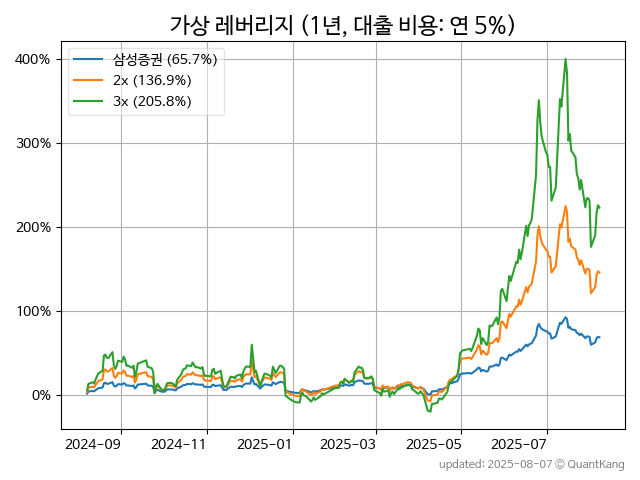 가상 레버리지 (1년, 대출 비용: 연 5%)
400%
300%
200%
100%
0%
삼성증권 (65.7%)
2x (136.9%)
3x (205.8%)
2024-09
2024-11
2025-01
2025-03
2025-05
2025-07
updated: 2025-08-07 © QuantKang